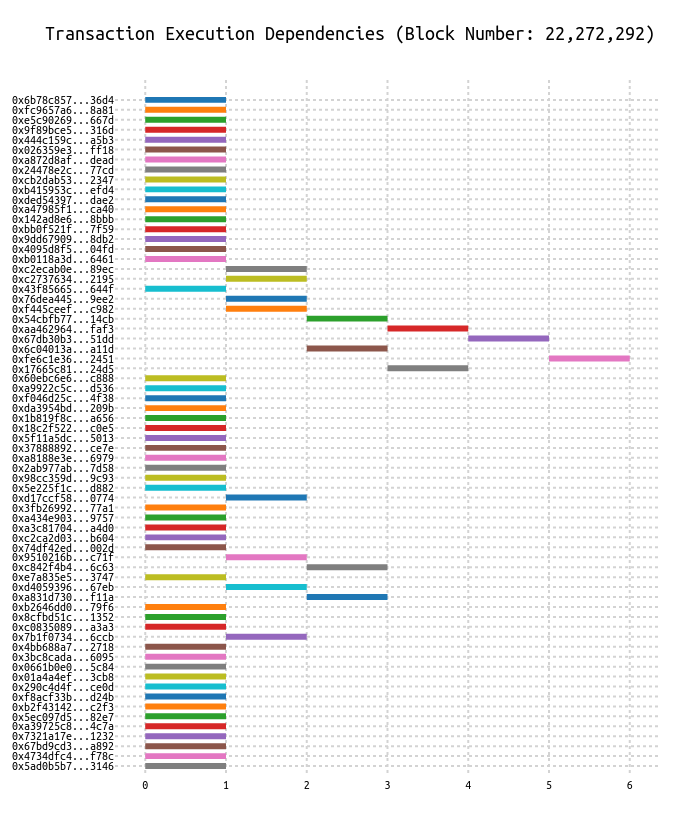 Transaction Execution Dependencies (Block Number: 22,272,292)
0x6b78c857...36d4
0xfc9657a6...8a81
0xe5c90269...667d
0x9f89bce5...316d
0x444c159c...a5b3
0x026359e3...ff18
0xa872d8af...dead
0x24478e2c...77cd
0xcb2dab53...2347
0xb415953c...efd4
0xded54397...dae2
0xa47985f1...ca40
0x142ad8e6...8bbb
0xbb0f521f...7f59
0x9dd67909...8db2
0x4095d8f5...04fd
0xb0118a3d...6461
0xc2ecab0e...89ec
0xc2737634...2195
0x43f85665...644f
0x76dea445...9ee2
0xf445ceef...c982
0x54cbfb77...14cb
0xaa462964...faf3
0x67db30b3...51dd
0x6c04013a...a11d
0xfe6c1e36...2451
0x17665c81...24d5
0x60ebc6e6...c888
0xa9922c5c...d536
0xf046d25c...4f38
0xda3954bd...209b
0x1b819f8c...a656
0x18c2f522...c0e5
0x5f11a5dc...5013
0x37888892...ce7e
0xa8188e3e...6979
0x2ab977ab...7d58
0x98cc359d...9c93
0x5e225f1c...d882
0xd17ccf58...0774
0x3fb26992...77a1
0xa434e903...9757
0xa3c81704...a4d0
0xc2ca2d03...b604
0x74df42ed...002d
0x9510216b...c71f
0xc842f4b4...6c63
0xe7a835e5...3747
0xd4059396...67eb
0xa831d730...f11a
0xb2646dd0...79f6
0x8cfbd51c...1352
0xc0835089...a3a3
0x7b1f0734...6ccb
0x4bb688a7...2718
0x3bc8cada...6095
0x0661b0e0...5c84
0x01a4a4ef...3cb8
0x290c4d4f...ce0d
0xf8acf33b...d24b
0xb2f43142...c2f3
0x5ec097d5...82e7
0xa39725c8...4c7a
0x7321a17e...1232
0x67bd9cd3...a892
0x4734dfc4...f78c
0x5ad0b5b7...3146
0 1 2 3 4 5 6